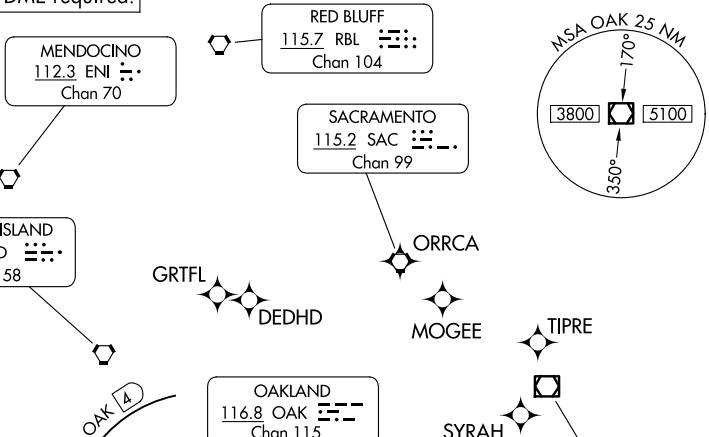 DME required.
RED BLUFF
115.7 RBL
Chan 104
MENDOCINO
112.3 ENI
Chan 70
MSA OAK 25 NM
170°
3800
5100
350°
SACRAMENTO
115.2 SAC
Chan 99
ISLAND
58
ORRCA
GRTFL
DEDHD
MOGEE
TIPRE
OAK 4
OAKLAND
116.8 OAK
Chan 115
SYRAH